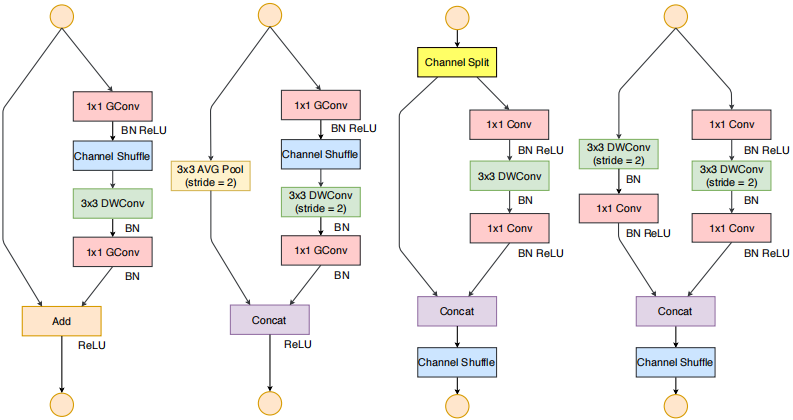 1x1 GConv
BN ReLU
Channel Shuffle
3x3 DWConv
BN
1x1 GConv
BN
Add
ReLU
3x3 AVG Pool
(stride = 2)
1x1 GConv
BN ReLU
Channel Shuffle
3x3 DWConv
(stride = 2)
BN
1x1 GConv
BN
Concat
ReLU
Channel Split
1x1 Conv
BN ReLU
3x3 DWConv
BN
1x1 Conv
BN ReLU
Concat
Channel Shuffle
3x3 DWConv
(stride = 2)
BN
1x1 Conv
BN ReLU
1x1 Conv
BN ReLU
3x3 DWConv
(stride = 2)
BN
1x1 Conv
BN ReLU
Concat
Channel Shuffle